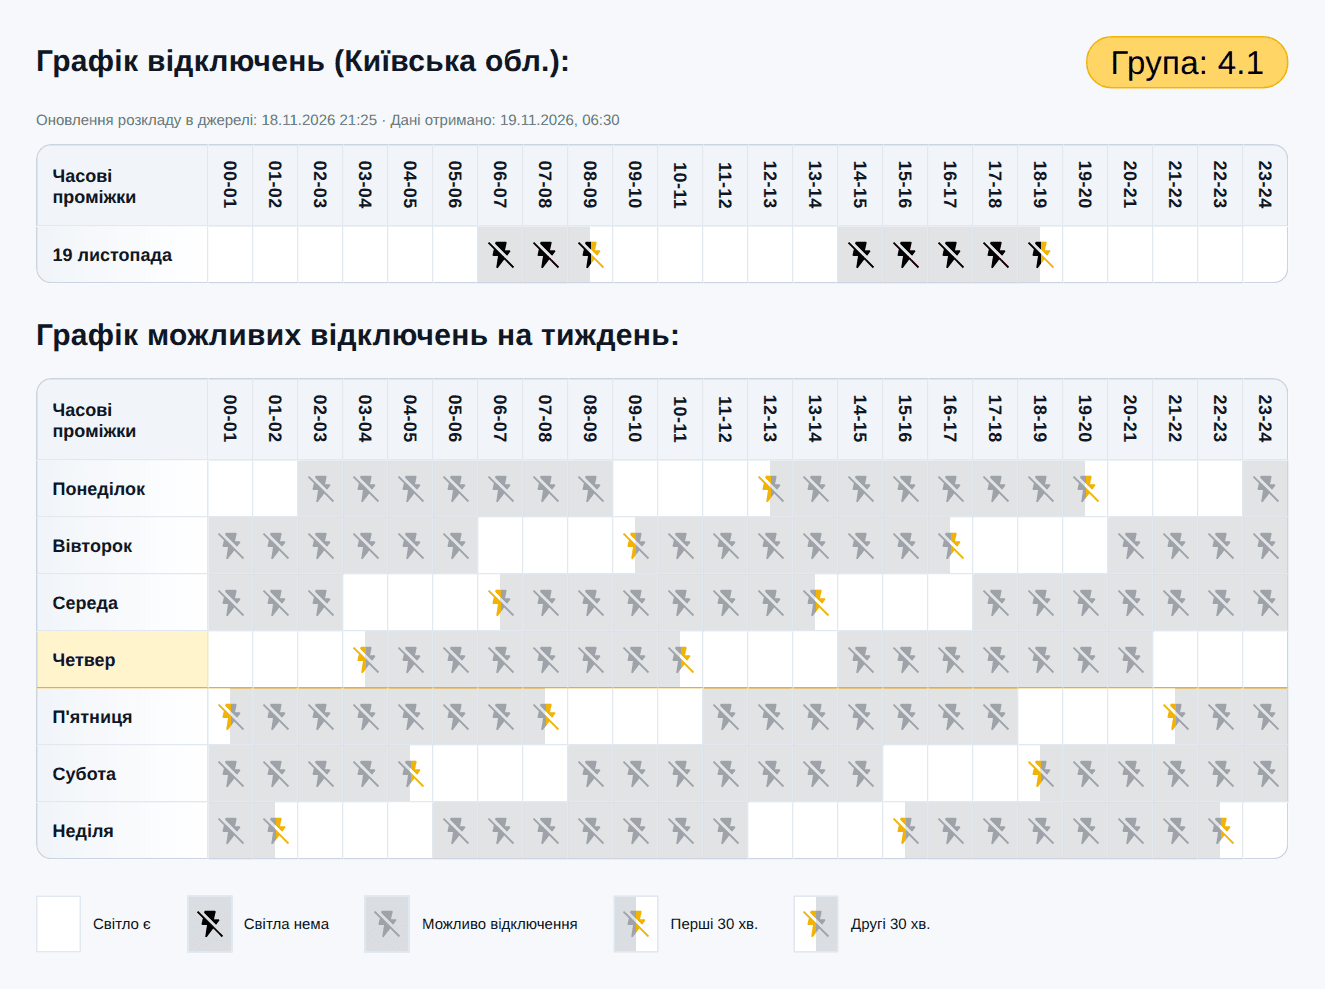 Графік відключень (Київська обл.):
Група: 4.1
Оновлення розкладу в джерелі: 18.11.2026 21:25 · Дані отримано: 19.11.2026, 06:30
Часові
проміжки
00-01
01-02
02-03
03-04
04-05
05-06
06-07
07-08
08-09
09-10
10-11
11-12
12-13
13-14
14-15
15-16
16-17
17-18
18-19
19-20
20-21
21-22
22-23
23-24
19 листопада
Графік можливих відключень на тиждень:
Часові
проміжки
00-01
01-02
02-03
03-04
04-05
05-06
06-07
07-08
08-09
09-10
10-11
11-12
12-13
13-14
14-15
15-16
16-17
17-18
18-19
19-20
20-21
21-22
22-23
23-24
Понеділок
Вівторок
Середа
Четвер
П'ятниця
Субота
Неділя
Світло є
Світла нема
Можливо відключення
Перші 30 хв.
Другі 30 хв.